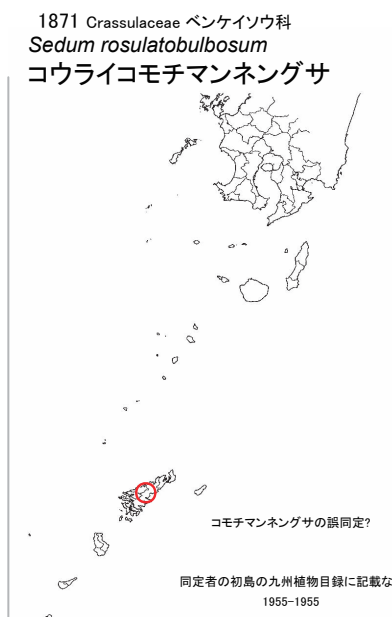 1871 Crassulaceae ベンケイソウ科
Sedum rosulatobulbosum
コウライコモチマンネングサ
コモチマンネングサの誤同定?
同定者の初島の九州植物目録に記載な
1955-1955